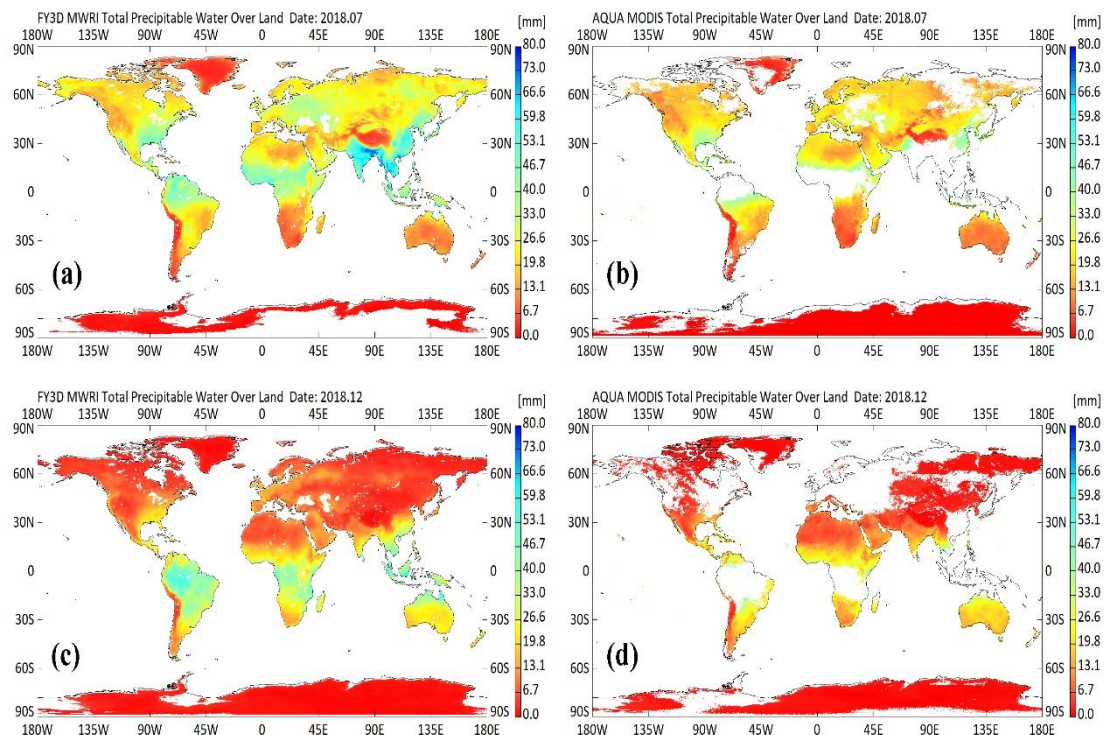 FY3D MWRI Total Precipitable Water Over Land Date: 2018.07 [mm]
180W 135W 90W 45W 0 45E 90E 135E 180E
90N 90N 80.0
73.0
60N 60N 66.6
59.9
53.1
30N 30N 46.7
40.0
0 0 33.0
26.6
30S 30S 19.8
(a) 13.1
60S 60S 6.7
90S 90S 0.0
180W 135W 90W 45W 0 45E 90E 135E 180E
AQUA MODIS Total Precipitable Water Over Land Date: 2018.07 [mm]
180W 135W 90W 45W 0 45E 90E 135E 180E
90N 90N 80.0
73.0
60N 60N 66.6
59.9
53.1
30N 30N 46.7
40.0
0 0 33.0
26.6
30S 30S 19.8
(b) 13.1
60S 60S 6.7
90S 90S 0.0
180W 135W 90W 45W 0 45E 90E 135E 180E
FY3D MWRI Total Precipitable Water Over Land Date: 2018.12 [mm]
180W 135W 90W 45W 0 45E 90E 135E 180E
90N 90N 80.0
73.0
60N 60N 66.6
59.9
53.1
30N 30N 46.7
40.0
0 0 33.0
26.6
30S 30S 19.8
(c) 13.1
60S 60S 6.7
90S 90S 0.0
180W 135W 90W 45W 0 45E 90E 135E 180E
AQUA MODIS Total Precipitable Water Over Land Date: 2018.12 [mm]
180W 135W 90W 45W 0 45E 90E 135E 180E
90N 90N 80.0
73.0
60N 60N 66.6
59.9
53.1
30N 30N 46.7
40.0
0 0 33.0
26.6
30S 30S 19.8
(d) 13.1
60S 60S 6.7
90S 90S 0.0
180W 135W 90W 45W 0 45E 90E 135E 180E